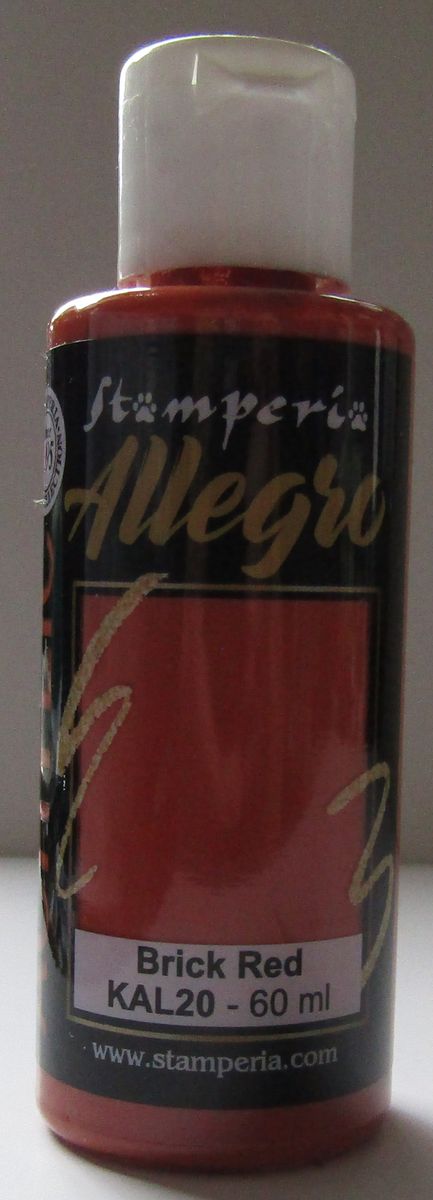 Stamperia
Allegro
Brick Red
KAL20 - 60 ml
www.stamperia.com